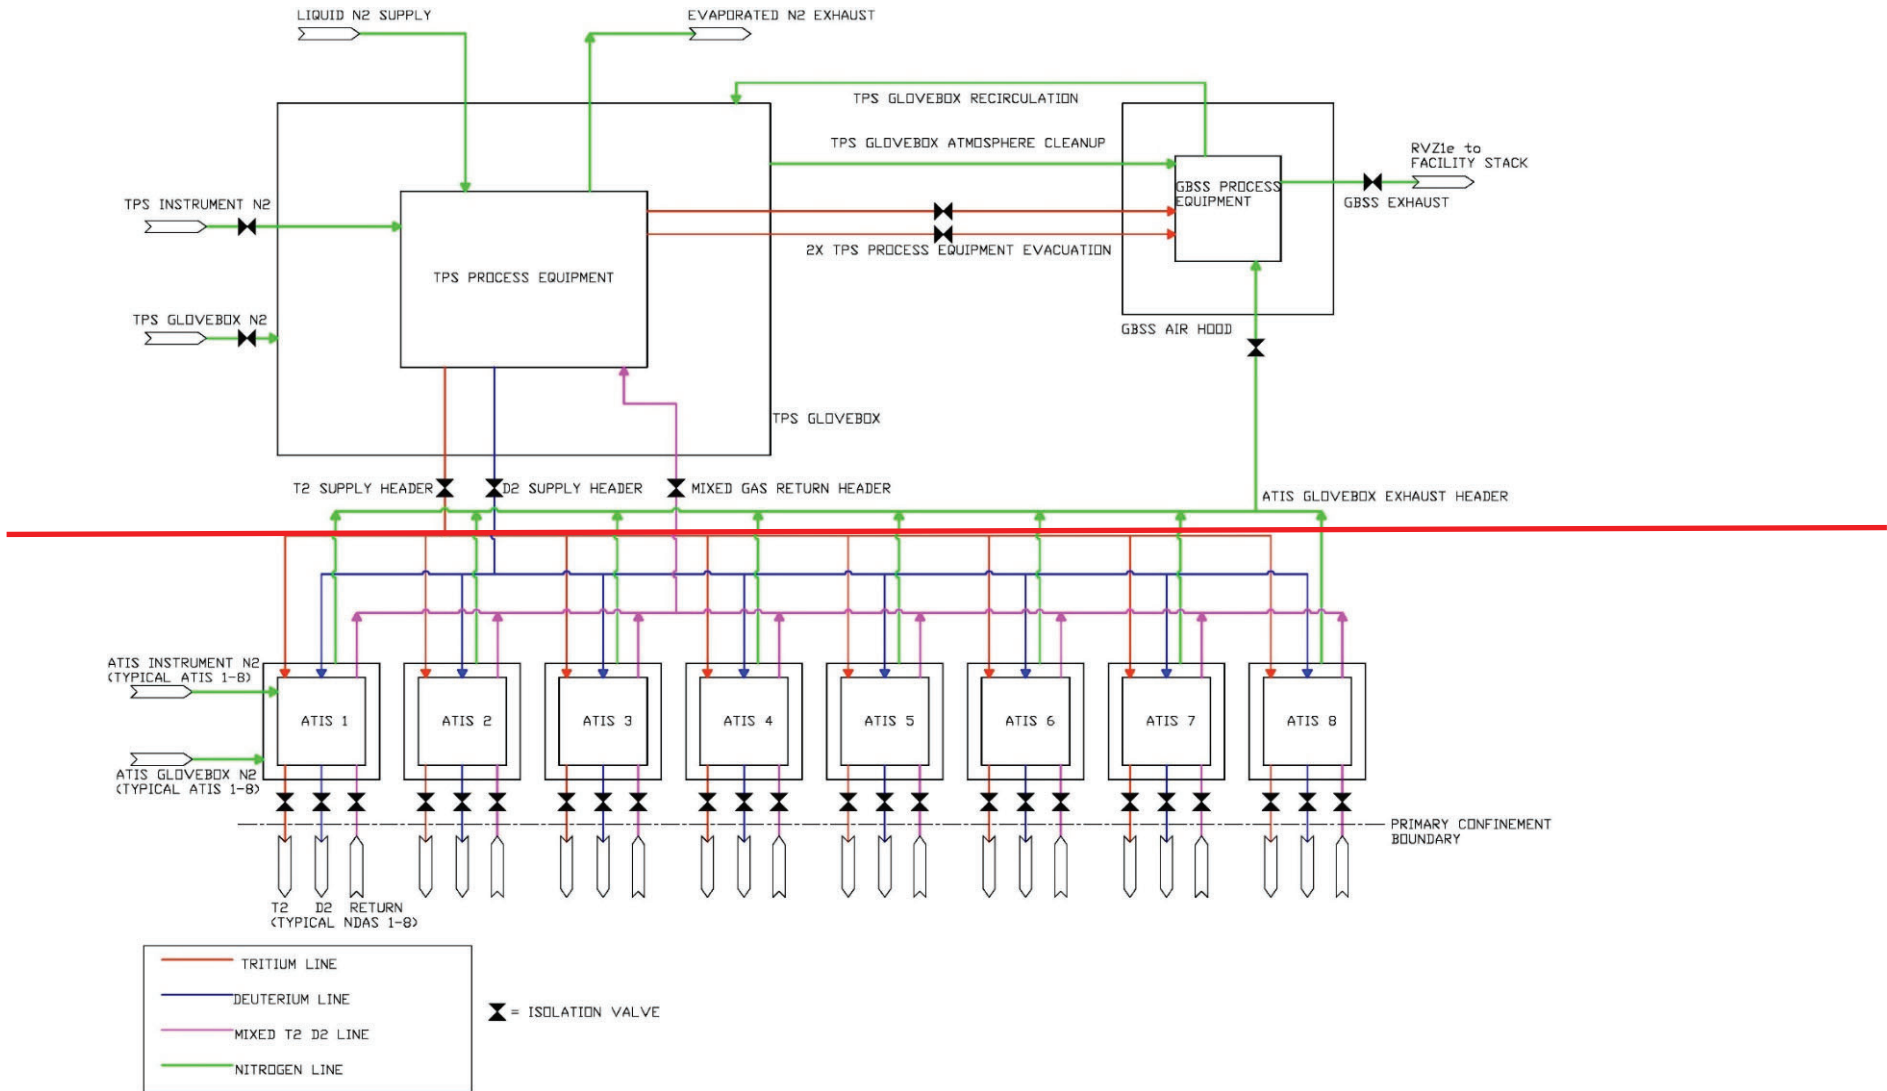 LIQUID N2 SUPPLY
EVAPORATED N2 EXHAUST
TPS GLOVEBOX RECIRCULATION
TPS GLOVEBOX ATMOSPHERE CLEANUP
RVZ1e to
FACILITY STACK
GBSS PROCESS
EQUIPMENT
GBSS EXHAUST
TPS INSTRUMENT N2
2X TPS PROCESS EQUIPMENT EVACUATION
TPS PROCESS EQUIPMENT
TPS GLOVEBOX N2
GBSS AIR HOOD
TPS GLOVEBOX
T2 SUPPLY HEADER
D2 SUPPLY HEADER
MIXED GAS RETURN HEADER
ATIS GLOVEBOX EXHAUST HEADER
ATIS INSTRUMENT N2
(TYPICAL ATIS 1-8)
ATIS 1
ATIS 2
ATIS 3
ATIS 4
ATIS 5
ATIS 6
ATIS 7
ATIS 8
ATIS GLOVEBOX N2
(TYPICAL ATIS 1-8)
PRIMARY CONFINEMENT
BOUNDARY
T2 D2 RETURN
(TYPICAL NDAS 1-8)
TRITIUM LINE
DEUTERIUM LINE
MIXED T2 D2 LINE
NITROGEN LINE
= ISOLATION VALVE